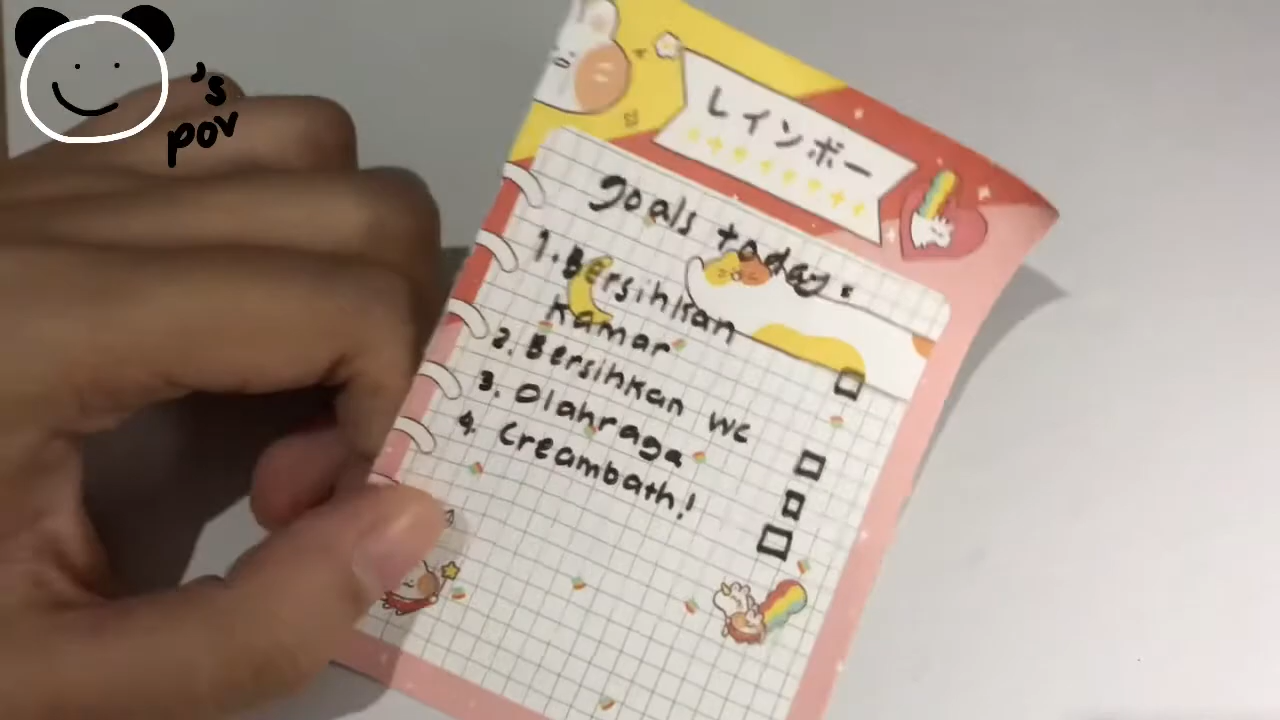 's
pov
レインボー
goals today:
1. Bersihkan
kamar
2. Bersihkan WC
3. Olahraga
4. Creambath!